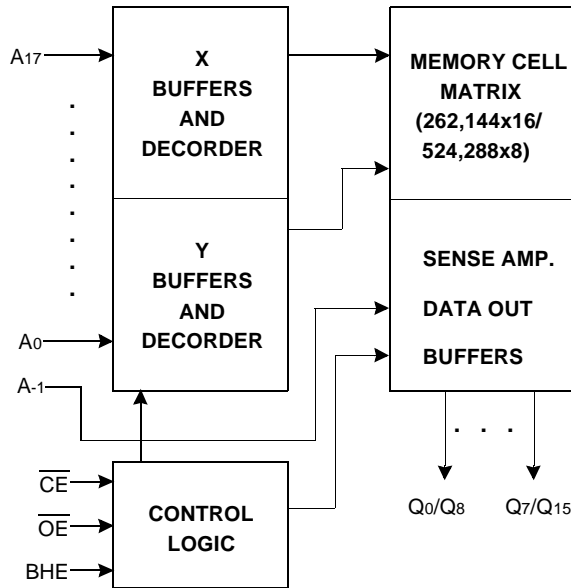 A17
X
BUFFERS
AND
DECORDER
MEMORY CELL
MATRIX
(262,144x16/
524,288x8)
Y
BUFFERS
AND
DECORDER
SENSE AMP.
DATA OUT
BUFFERS
A0
A-1
CE
OE
BHE
CONTROL
LOGIC
Q0/Q8
Q7/Q15